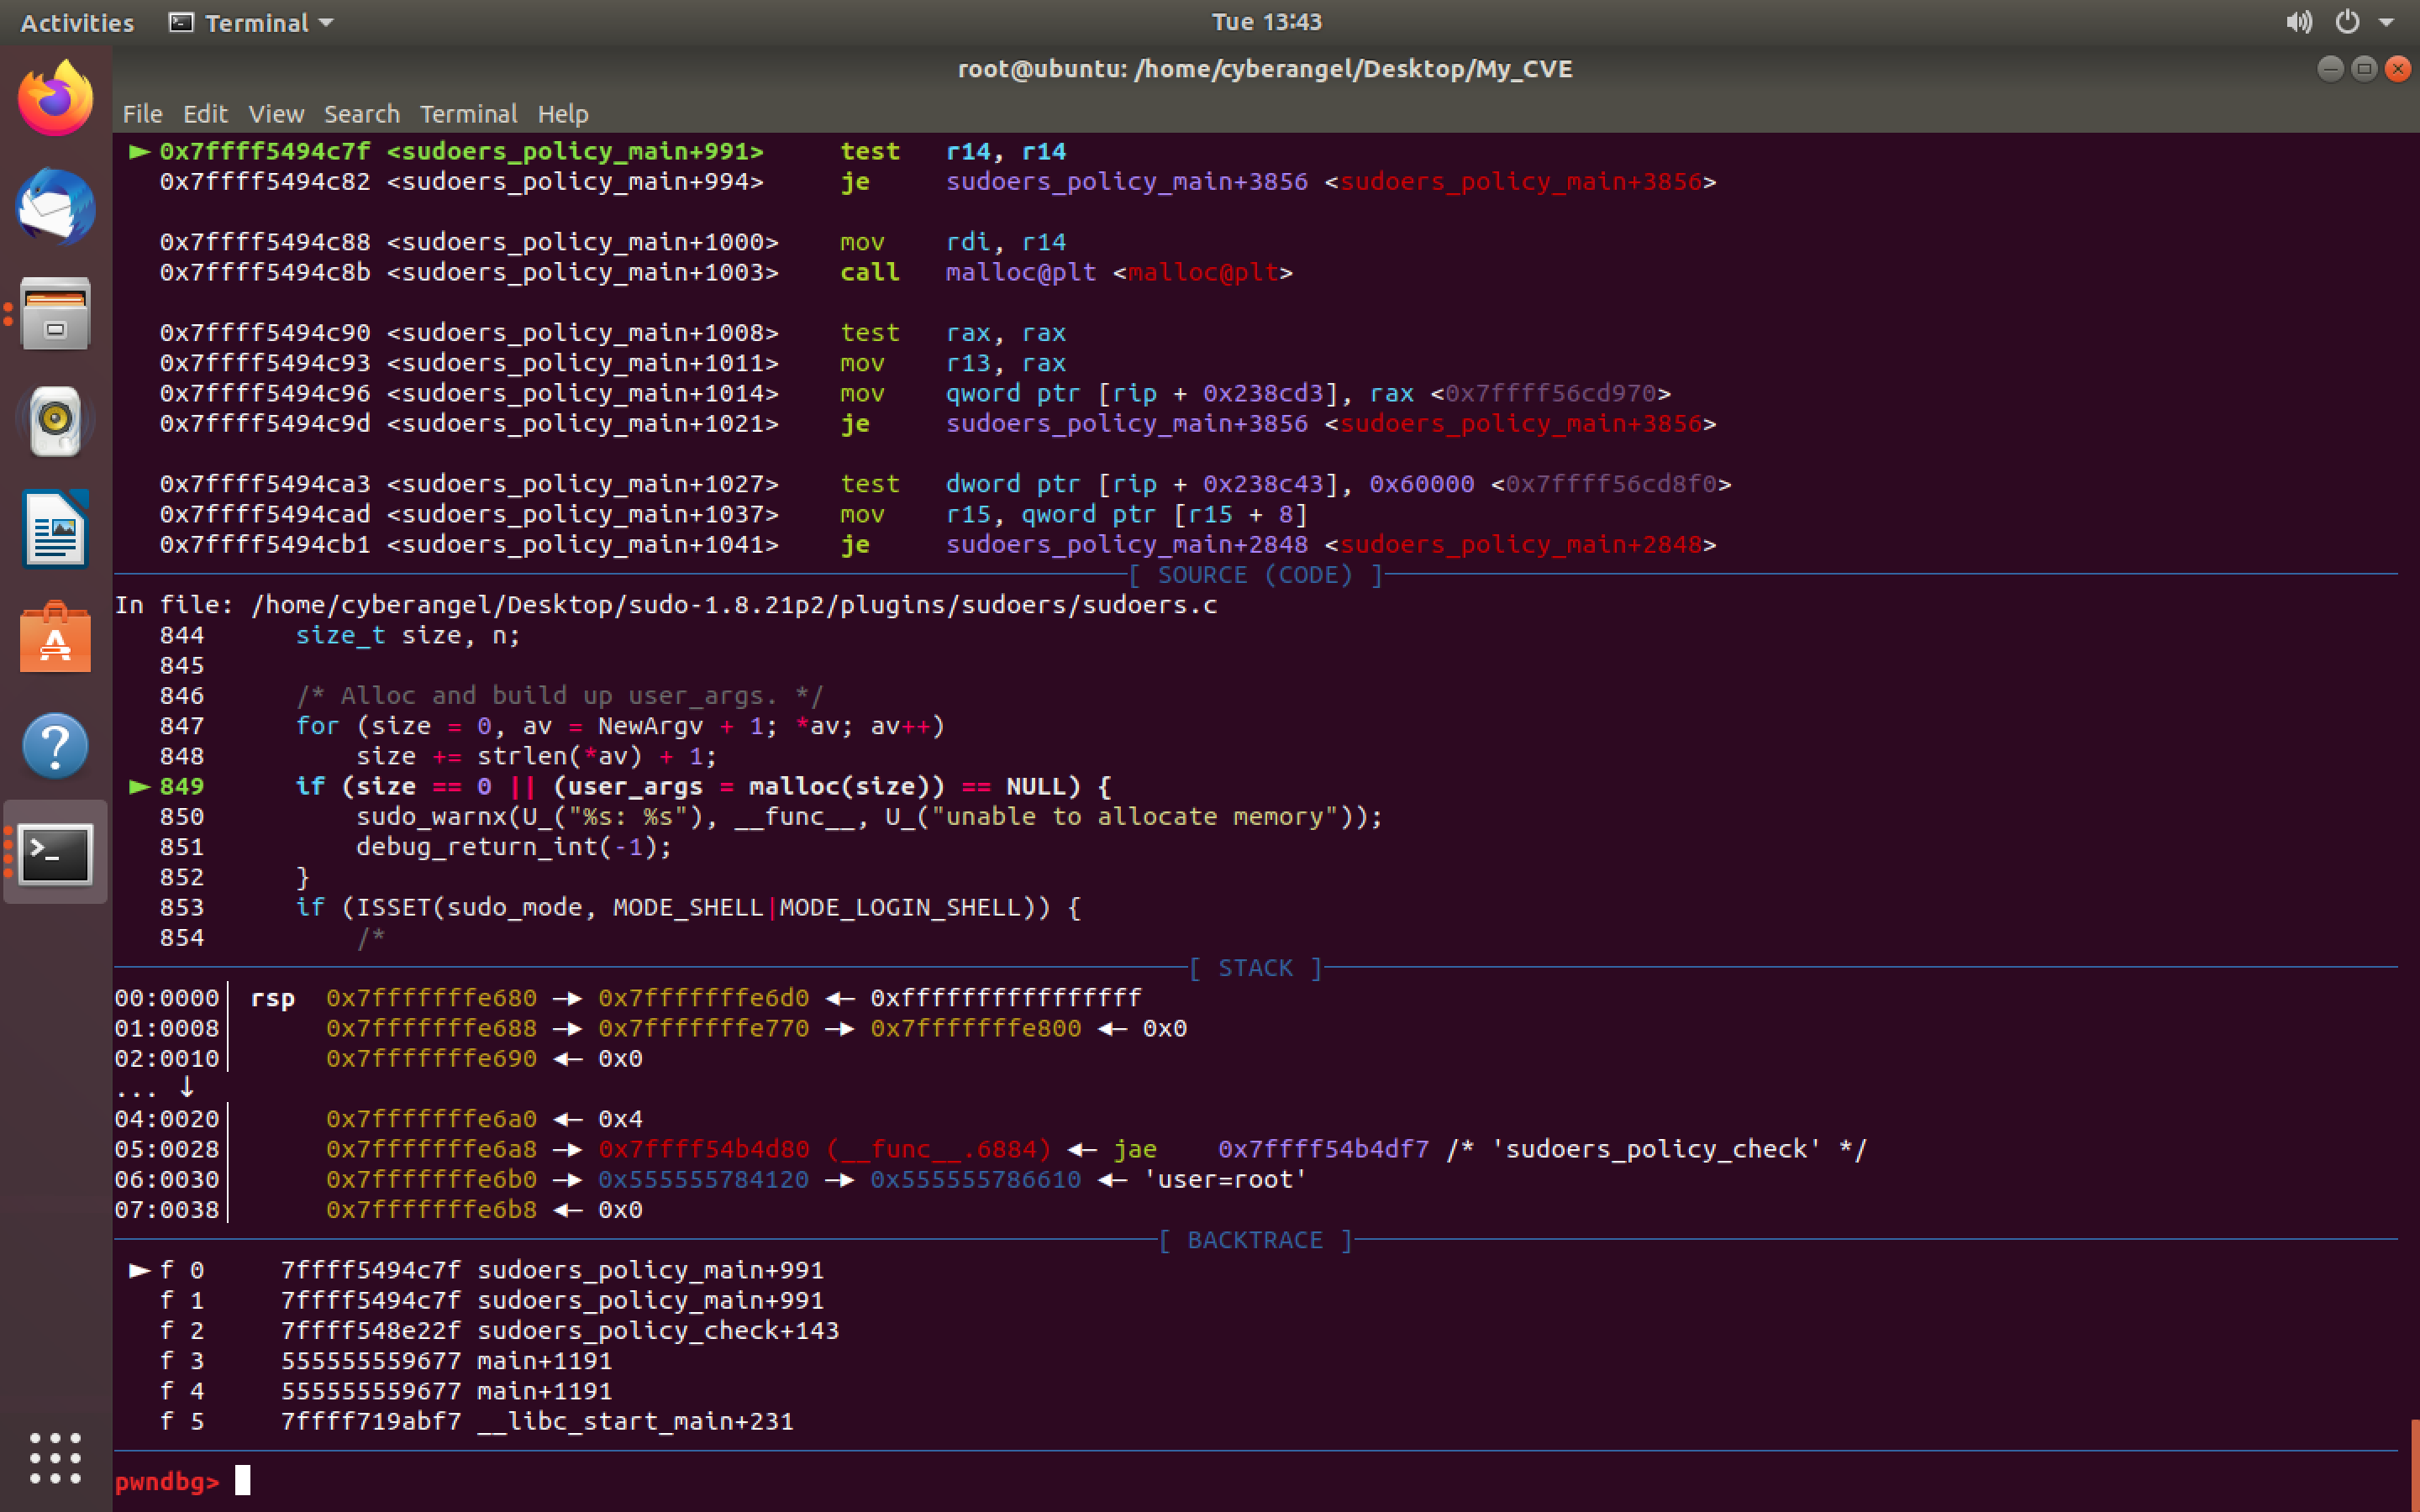 Activities Terminal Tue 13:43
root@ubuntu: /home/cyberangel/Desktop/My_CVE
File Edit View Search Terminal Help
► 0x7ffff5494c7f <sudoers_policy_main+991> test r14, r14
0x7ffff5494c82 <sudoers_policy_main+994> je sudoers_policy_main+3856 <sudoers_policy_main+3856>
0x7ffff5494c88 <sudoers_policy_main+1000> mov rdi, r14
0x7ffff5494c8b <sudoers_policy_main+1003> call malloc@plt <malloc@plt>
0x7ffff5494c90 <sudoers_policy_main+1008> test rax, rax
0x7ffff5494c93 <sudoers_policy_main+1011> mov r13, rax
0x7ffff5494c96 <sudoers_policy_main+1014> mov qword ptr [rip + 0x238cd3], rax <0x7ffff56cd970>
0x7ffff5494c9d <sudoers_policy_main+1021> je sudoers_policy_main+3856 <sudoers_policy_main+3856>
0x7ffff5494ca3 <sudoers_policy_main+1027> test dword ptr [rip + 0x238c43], 0x60000 <0x7ffff56cd8f0>
0x7ffff5494cad <sudoers_policy_main+1037> mov r15, qword ptr [r15 + 8]
0x7ffff5494cb1 <sudoers_policy_main+1041> je sudoers_policy_main+2848 <sudoers_policy_main+2848>
[ SOURCE (CODE) ]
In file: /home/cyberangel/Desktop/sudo-1.8.21p2/plugins/sudoers/sudoers.c
844 size_t size, n;
845
846 /* Alloc and build up user_args. */
847 for (size = 0, av = NewArgv + 1; *av; av++)
848 size += strlen(*av) + 1;
► 849 if (size == 0 || (user_args = malloc(size)) == NULL) {
850 sudo_warnx(U_("%s: %s"), __func__, U_("unable to allocate memory"));
851 debug_return_int(-1);
852 }
853 if (ISSET(sudo_mode, MODE_SHELL|MODE_LOGIN_SHELL)) {
854 /*
[ STACK ]
00:0000│ rsp 0x7fffffffe680 —► 0x7fffffffe6d0 ◄— 0xffffffffffffffff
01:0008│ 0x7fffffffe688 —► 0x7fffffffe770 —► 0x7fffffffe800 ◄— 0x0
02:0010│ 0x7fffffffe690 ◄— 0x0
... ↓
04:0020│ 0x7fffffffe6a0 ◄— 0x4
05:0028│ 0x7fffffffe6a8 —► 0x7ffff54b4d80 (__func__.6884) ◄— jae 0x7ffff54b4df7 /* 'sudoers_policy_check' */
06:0030│ 0x7fffffffe6b0 —► 0x555555784120 —► 0x555555786610 ◄— 'user=root'
07:0038│ 0x7fffffffe6b8 ◄— 0x0
[ BACKTRACE ]
► f 0 7ffff5494c7f sudoers_policy_main+991
f 1 7ffff5494c7f sudoers_policy_main+991
f 2 7ffff548e22f sudoers_policy_check+143
f 3 555555559677 main+1191
f 4 555555559677 main+1191
f 5 7ffff719abf7 __libc_start_main+231
pwndbg>